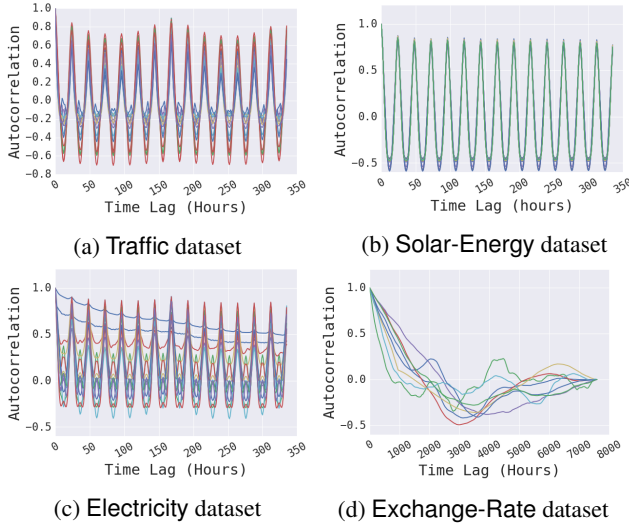 1.0
0.8
0.6
0.4
0.2
0.0
−0.2
−0.4
−0.6
−0.8
Autocorrelation
0 50 100 150 200 250 300 350
Time Lag (Hours)
(a) Traffic dataset
1.0
0.5
0.0
−0.5
Autocorrelation
0 50 100 150 200 250 300 350
Time Lag (hours)
(b) Solar-Energy dataset
1.0
0.5
0.0
−0.5
Autocorrelation
0 50 100 150 200 250 300 350
Time Lag (Hours)
(c) Electricity dataset
1.0
0.5
0.0
−0.5
Autocorrelation
0 1000 2000 3000 4000 5000 6000 7000 8000
Time Lag (Hours)
(d) Exchange-Rate dataset